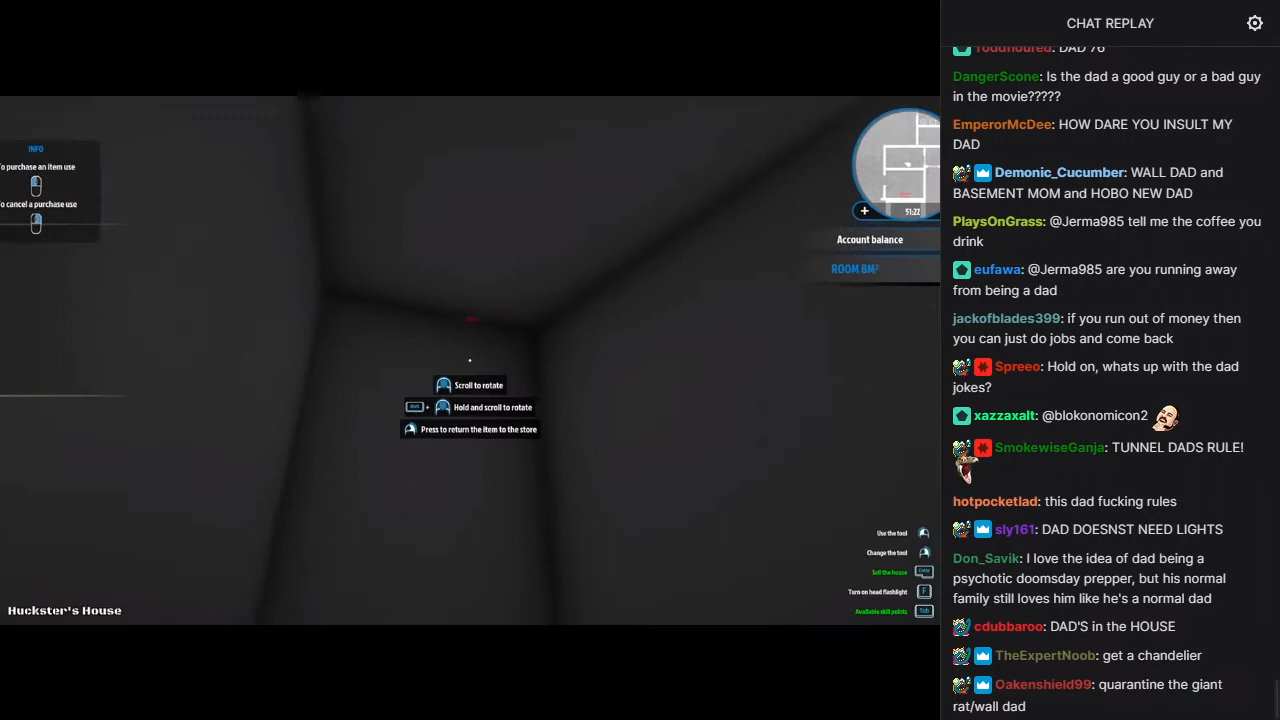 INFO
To purchase an item use
To cancel a purchase use
51:22
Account balance
ROOM 8M²
Scroll to rotate
Hold and scroll to rotate
Press to return the item to the store
Use the tool
Change the tool
Sell the house
Enter
Turn on head flashlight
F
Available skill points
Tab
Huckster's House
CHAT REPLAY
Toddfloured: DAD 76
DangerScone: Is the dad a good guy or a bad guy
in the movie?????
EmperorMcDee: HOW DARE YOU INSULT MY
DAD
Demonic_Cucumber: WALL DAD and
BASEMENT MOM and HOBO NEW DAD
PlaysOnGrass: @Jerma985 tell me the coffee you
drink
eufawa: @Jerma985 are you running away
from being a dad
jackofblades399: if you run out of money then
you can just do jobs and come back
Spreeo: Hold on, whats up with the dad
jokes?
xazzaxalt: @blokonomicon2
SmokewiseGanja: TUNNEL DADS RULE!
hotpocketlad: this dad fucking rules
sly161: DAD DOESNST NEED LIGHTS
Don_Savik: I love the idea of dad being a
psychotic doomsday prepper, but his normal
family still loves him like he's a normal dad
cdubbaroo: DAD'S in the HOUSE
TheExpertNoob: get a chandelier
Oakenshield99: quarantine the giant
rat/wall dad